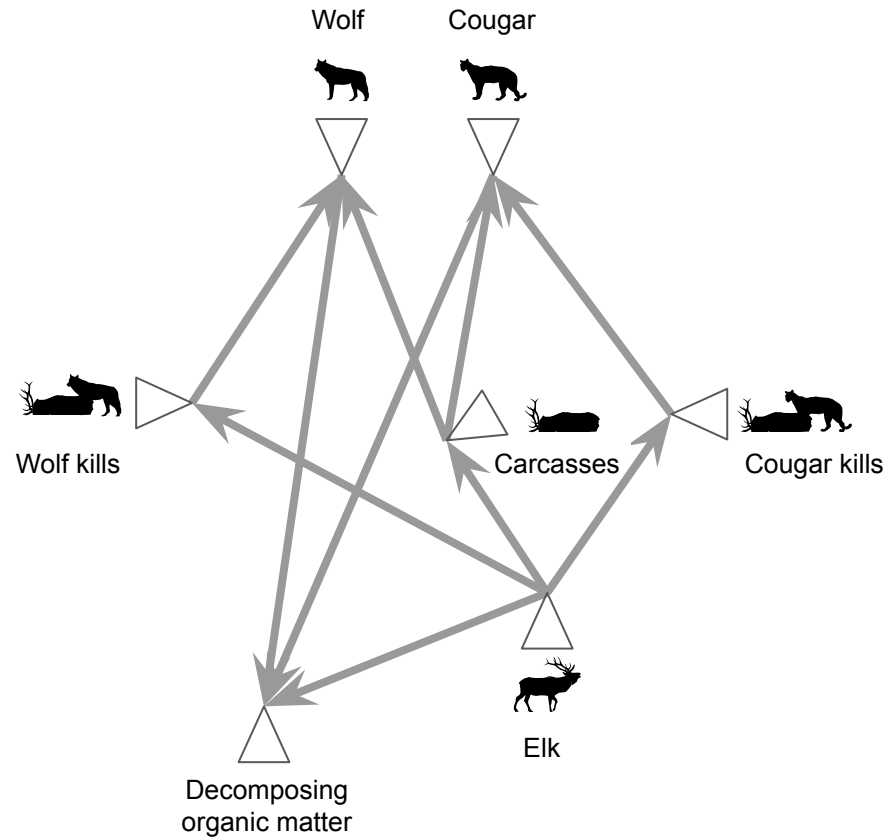 Wolf
Cougar
Wolf kills
Carcasses
Cougar kills
Elk
Decomposing
organic matter